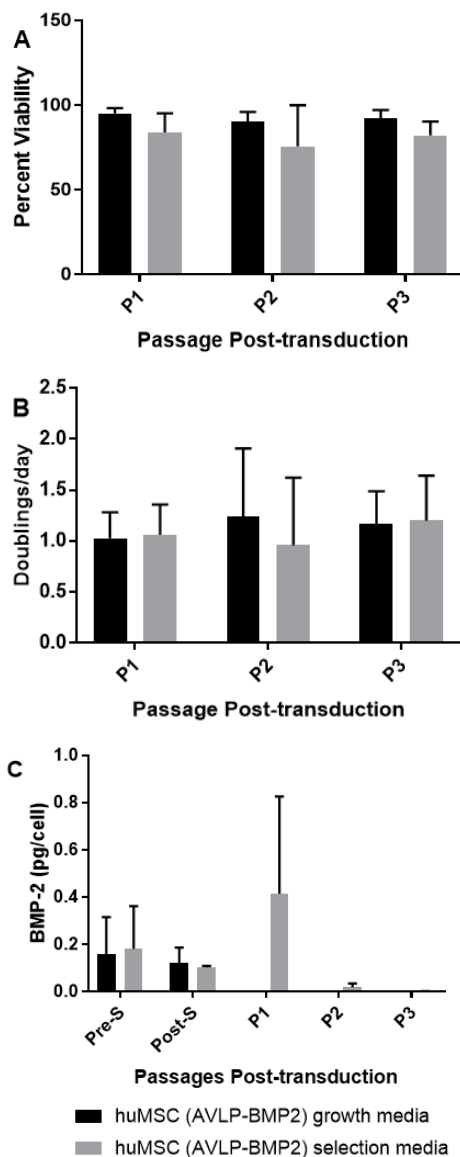 A
Percent Viability
150
100
50
0
P1 P2 P3
Passage Post-transduction
B
Doublings/day
2.5
2.0
1.5
1.0
0.5
0.0
P1 P2 P3
Passage Post-transduction
C
BMP-2 (pg/cell)
1.0
0.8
0.6
0.4
0.2
0.0
Pre-S Post-S P1 P2 P3
Passages Post-transduction
huMSC (AVLP-BMP2) growth media
huMSC (AVLP-BMP2) selection media